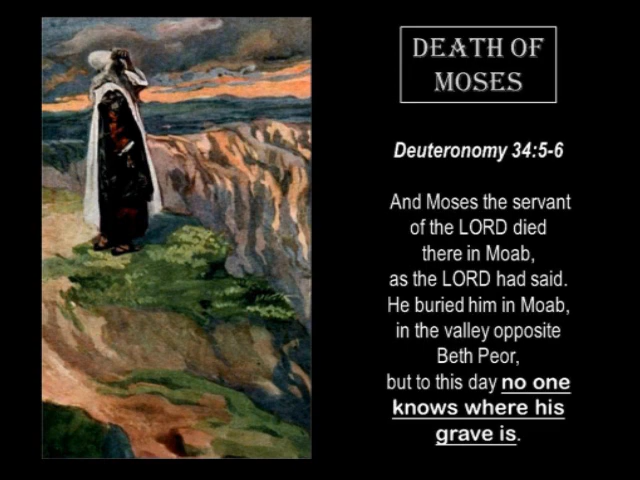 DEATH OF
MOSES
Deuteronomy 34:5-6
And Moses the servant
of the LORD died
there in Moab,
as the LORD had said.
He buried him in Moab,
in the valley opposite
Beth Peor,
but to this day no one
knows where his
grave is.